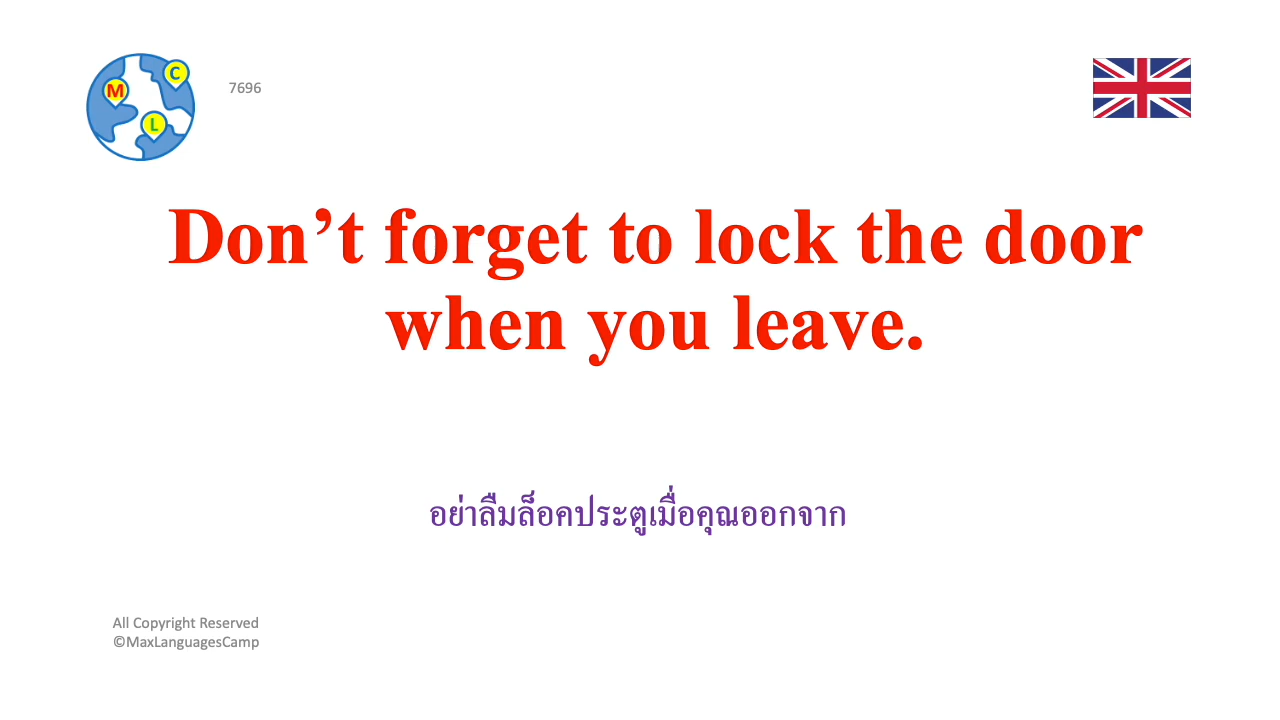 C
M
L
7696
Don’t forget to lock the door
when you leave.
อย่าลืมล็อคประตูเมื่อคุณออกจาก
All Copyright Reserved
©MaxLanguagesCamp